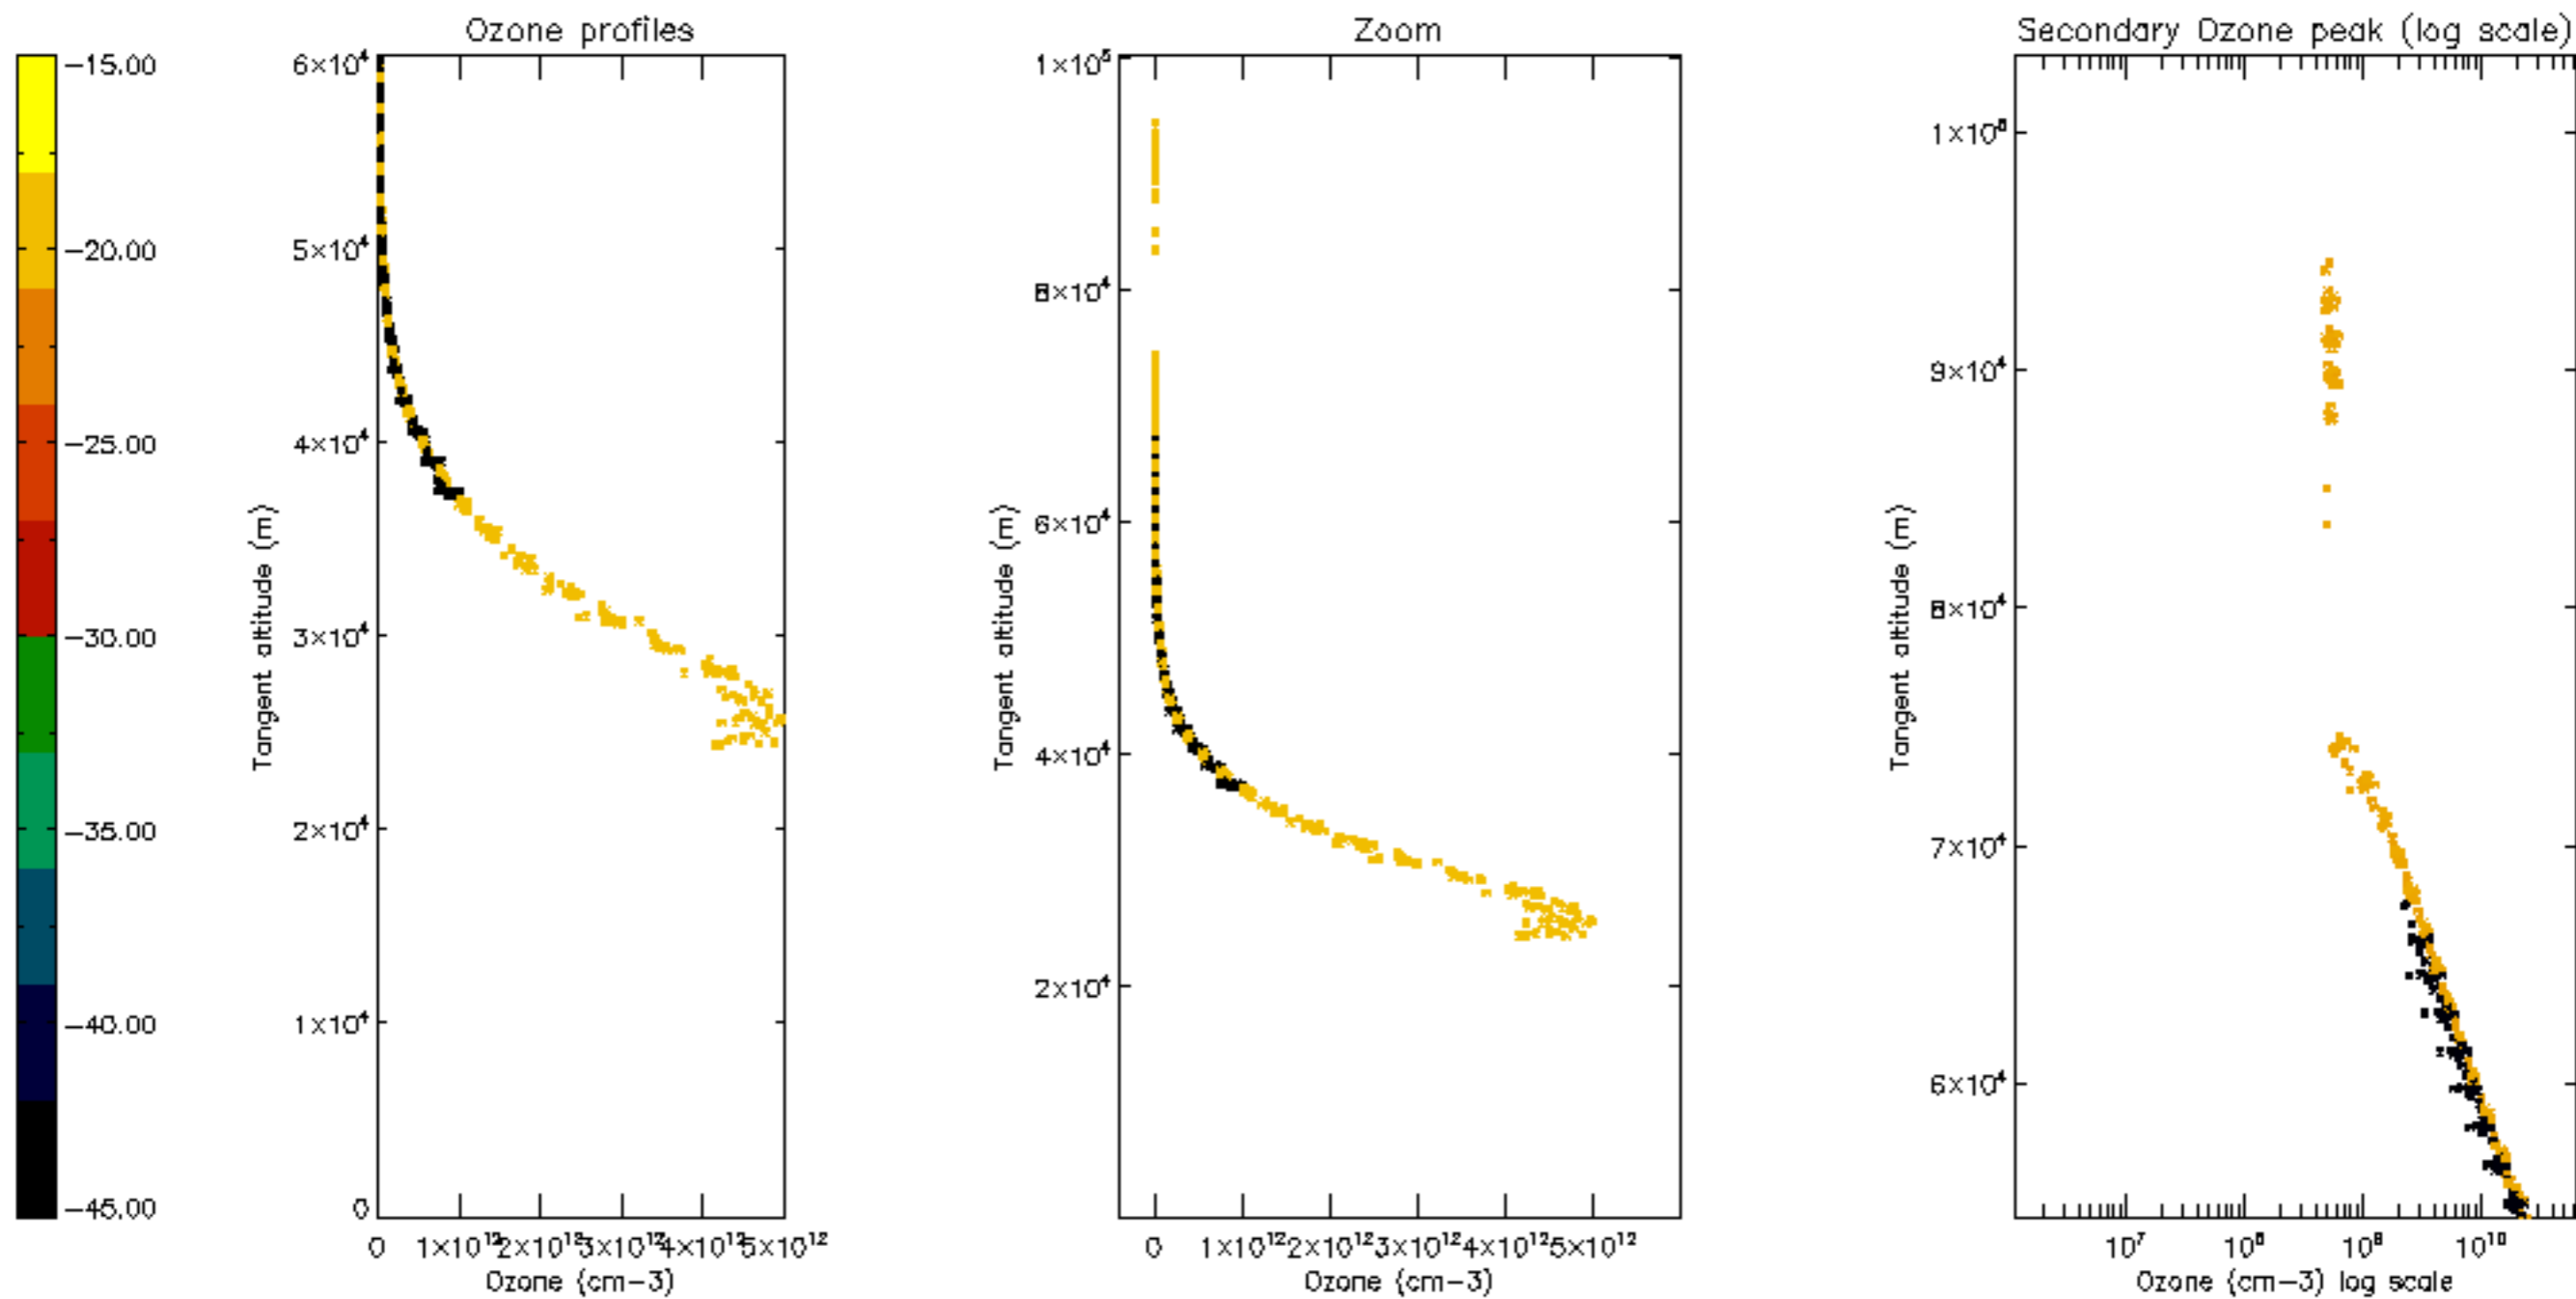 Ozone profiles
Zoom
Secondary Ozone peak (log scale)
−15.00
−20.00
−25.00
−30.00
−35.00
−40.00
−45.00
6×10⁴
5×10⁴
4×10⁴
3×10⁴
2×10⁴
1×10⁴
0
Tangent altitude (m)
0 1×10¹² 2×10¹² 3×10¹² 4×10¹² 5×10¹²
Ozone (cm−3)
1×10⁵
8×10⁴
6×10⁴
4×10⁴
2×10⁴
Tangent altitude (m)
0 1×10¹² 2×10¹² 3×10¹² 4×10¹² 5×10¹²
Ozone (cm−3)
9×10⁴
8×10⁴
7×10⁴
6×10⁴
Tangent altitude (m)
10⁷ 10⁸ 10⁹ 10¹⁰
Ozone (cm−3) log scale